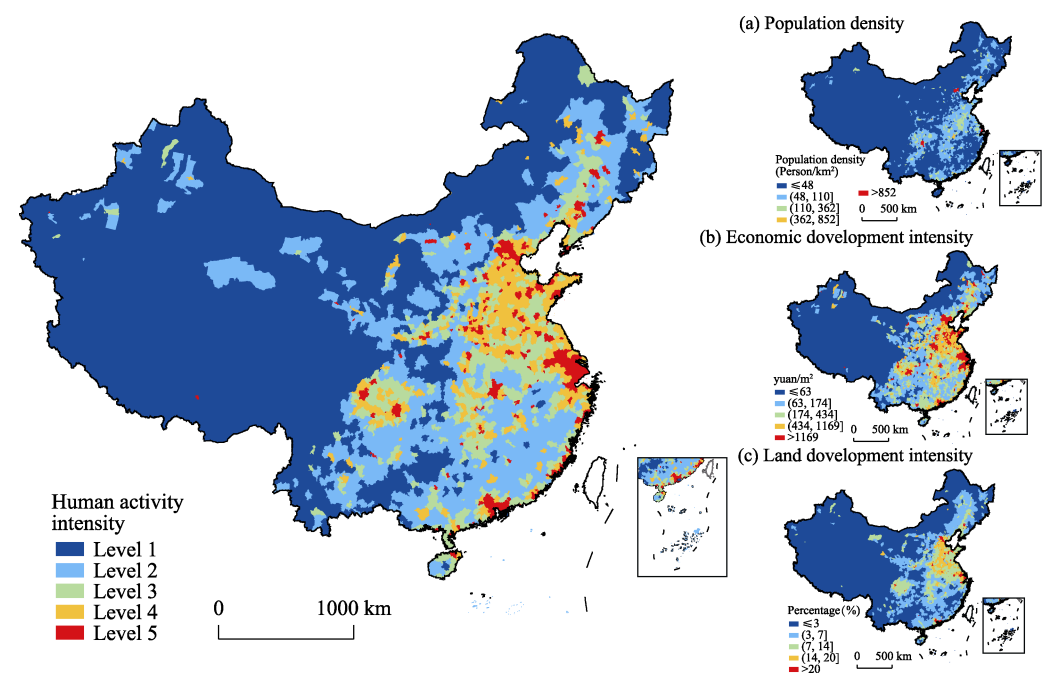 Human activity
intensity
Level 1
Level 2
Level 3
Level 4
Level 5
0 1000 km
(a) Population density
Population density
(Person/km²)
≤48
(48, 110]
(110, 362]
(362, 852]
>852
0 500 km
(b) Economic dovelopment intensity
yuan/m²
≤63
(63, 174]
(174, 434]
(434, 1169]
>1169
0 500 km
(c) Land development intensity
Percentage (%)
≤3
(3, 7]
(7, 14]
(14, 20]
>20
0 500 km